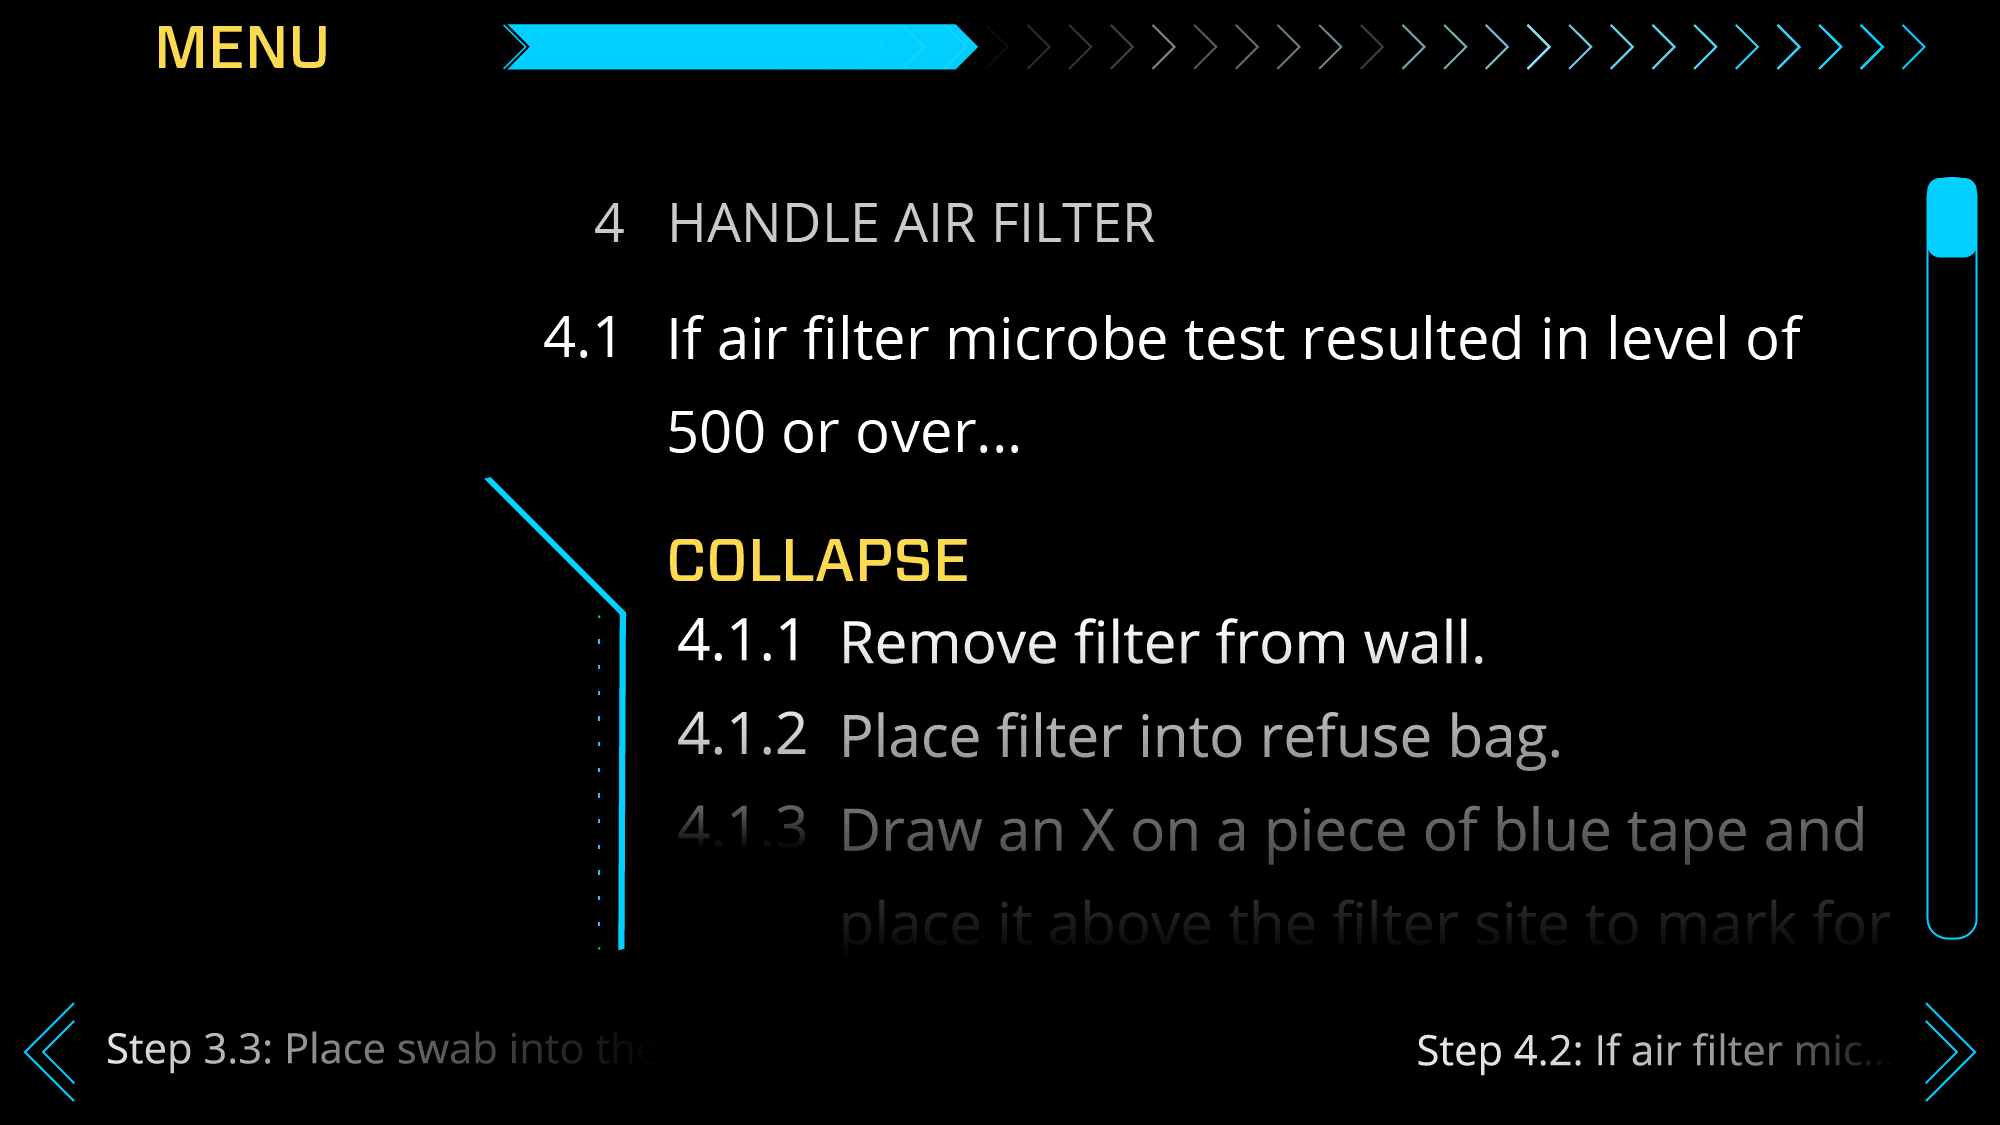 MENU
4 HANDLE AIR FILTER
4.1 If air filter microbe test resulted in level of
500 or over...
COLLAPSE
4.1.1 Remove filter from wall.
4.1.2 Place filter into refuse bag.
4.1.3 Draw an X on a piece of blue tape and
place it above the filter site to mark for
Step 3.3: Place swab into the
Step 4.2: If air filter mic...